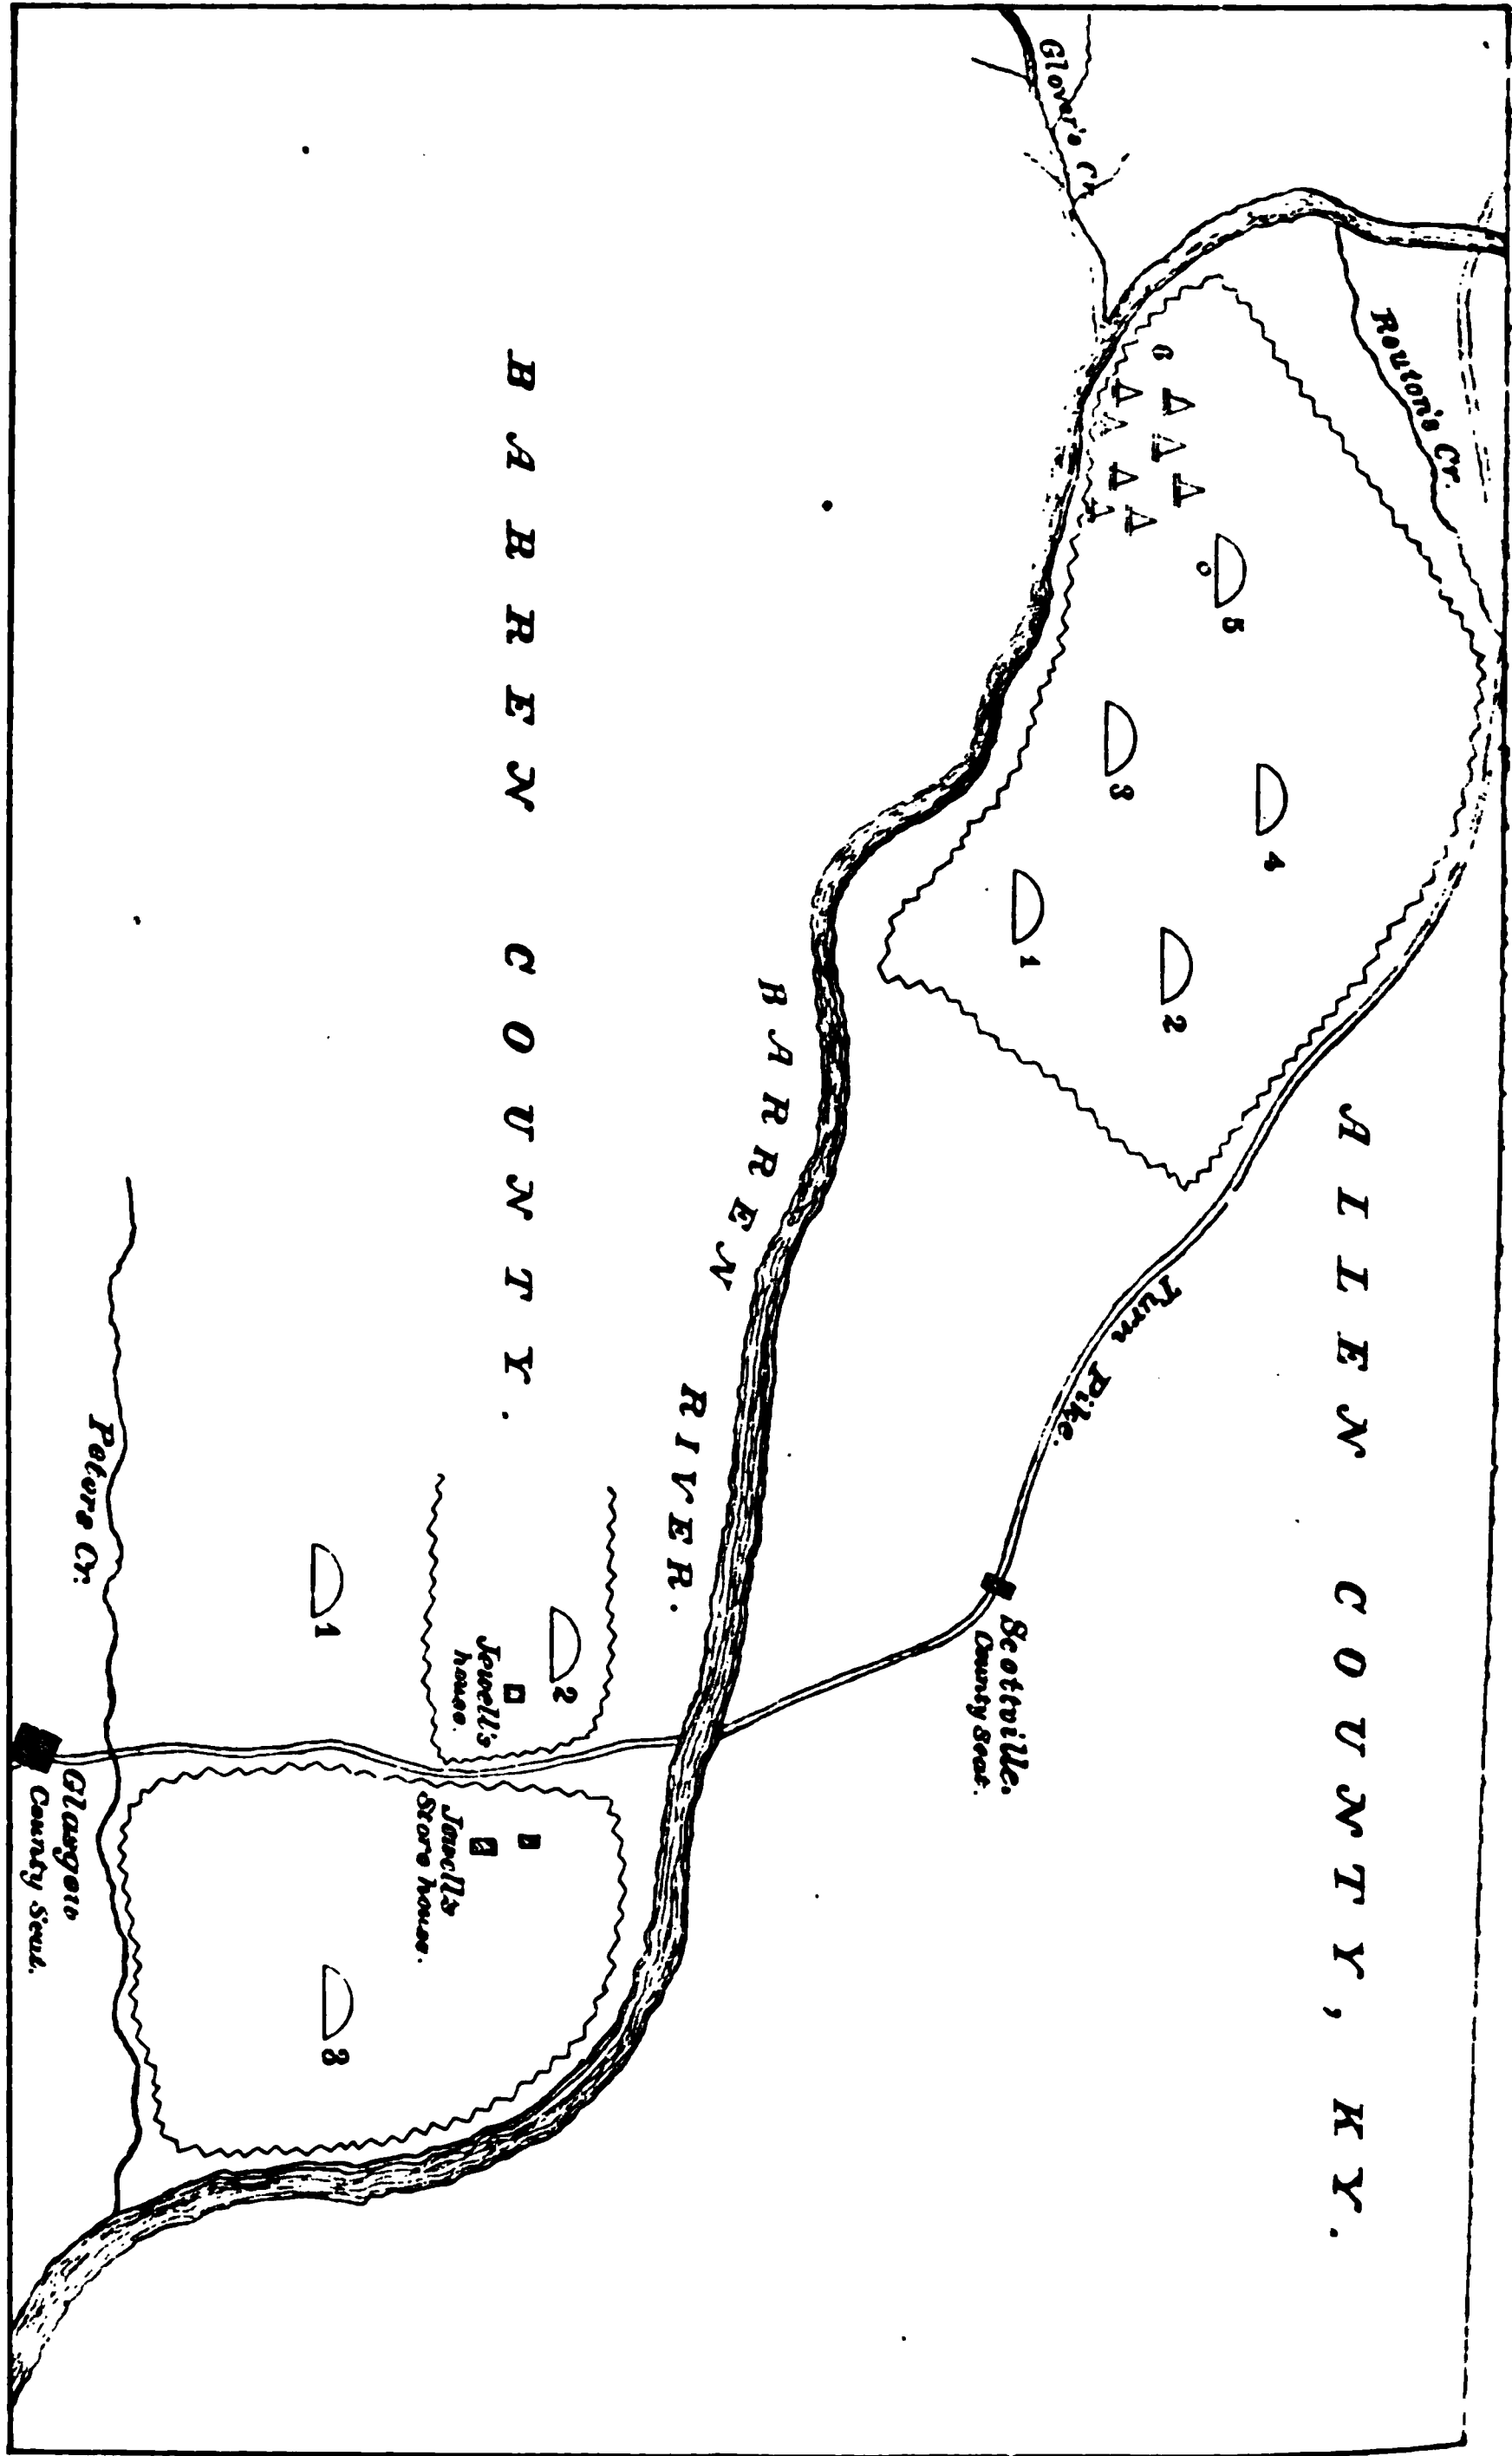 ALLEN COUNTY, KY.
Routon's Cr.
Glover's Cr.
6
5
4
3
2
1
Turn Pike.
Scottville.
County Seat.
BARREN RIVER.
BARREN COUNTY.
2
Jewell's
house.
1
Jewell's
Store house.
3
Peters Cr.
Glasgow
County Seat.